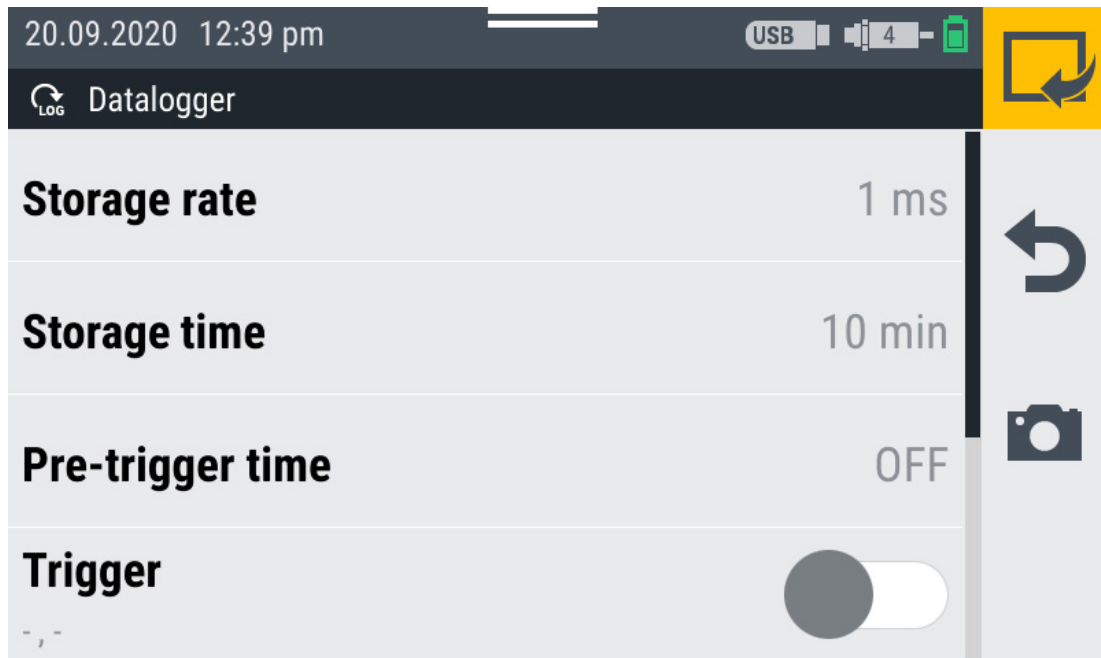 20.09.2020 12:39 pm USB 4
LOG Datalogger
Storage rate 1 ms
Storage time 10 min
Pre-trigger time OFF
Trigger
- , -